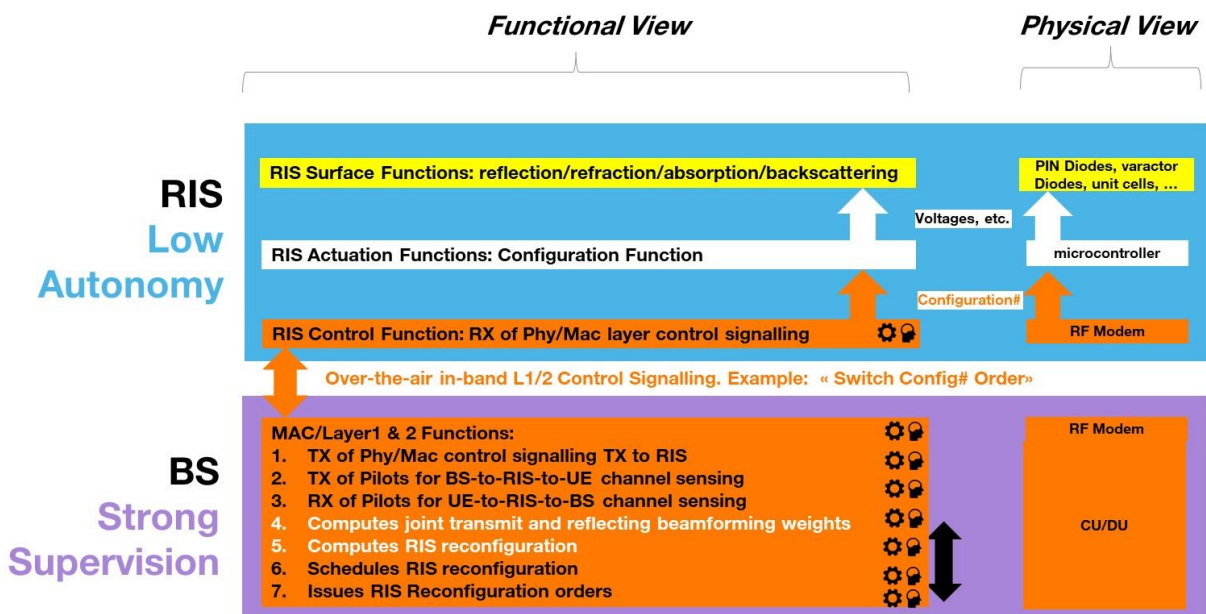 Functional View
Physical View
RIS
Low
Autonomy
RIS Surface Functions: reflection/refraction/absorption/backscattering
PIN Diodes, varactor
Diodes, unit cells, ...
Voltages, etc.
RIS Actuation Functions: Configuration Function
microcontroller
Configuration#
RIS Control Function: RX of Phy/Mac layer control signalling
RF Modem
Over-the-air in-band L1/2 Control Signalling. Example: « Switch Config# Order»
BS
Strong
Supervision
MAC/Layer1 & 2 Functions:
1. TX of Phy/Mac control signalling TX to RIS
2. TX of Pilots for BS-to-RIS-to-UE channel sensing
3. RX of Pilots for UE-to-RIS-to-BS channel sensing
4. Computes joint transmit and reflecting beamforming weights
5. Computes RIS reconfiguration
6. Schedules RIS reconfiguration
7. Issues RIS Reconfiguration orders
RF Modem
CU/DU